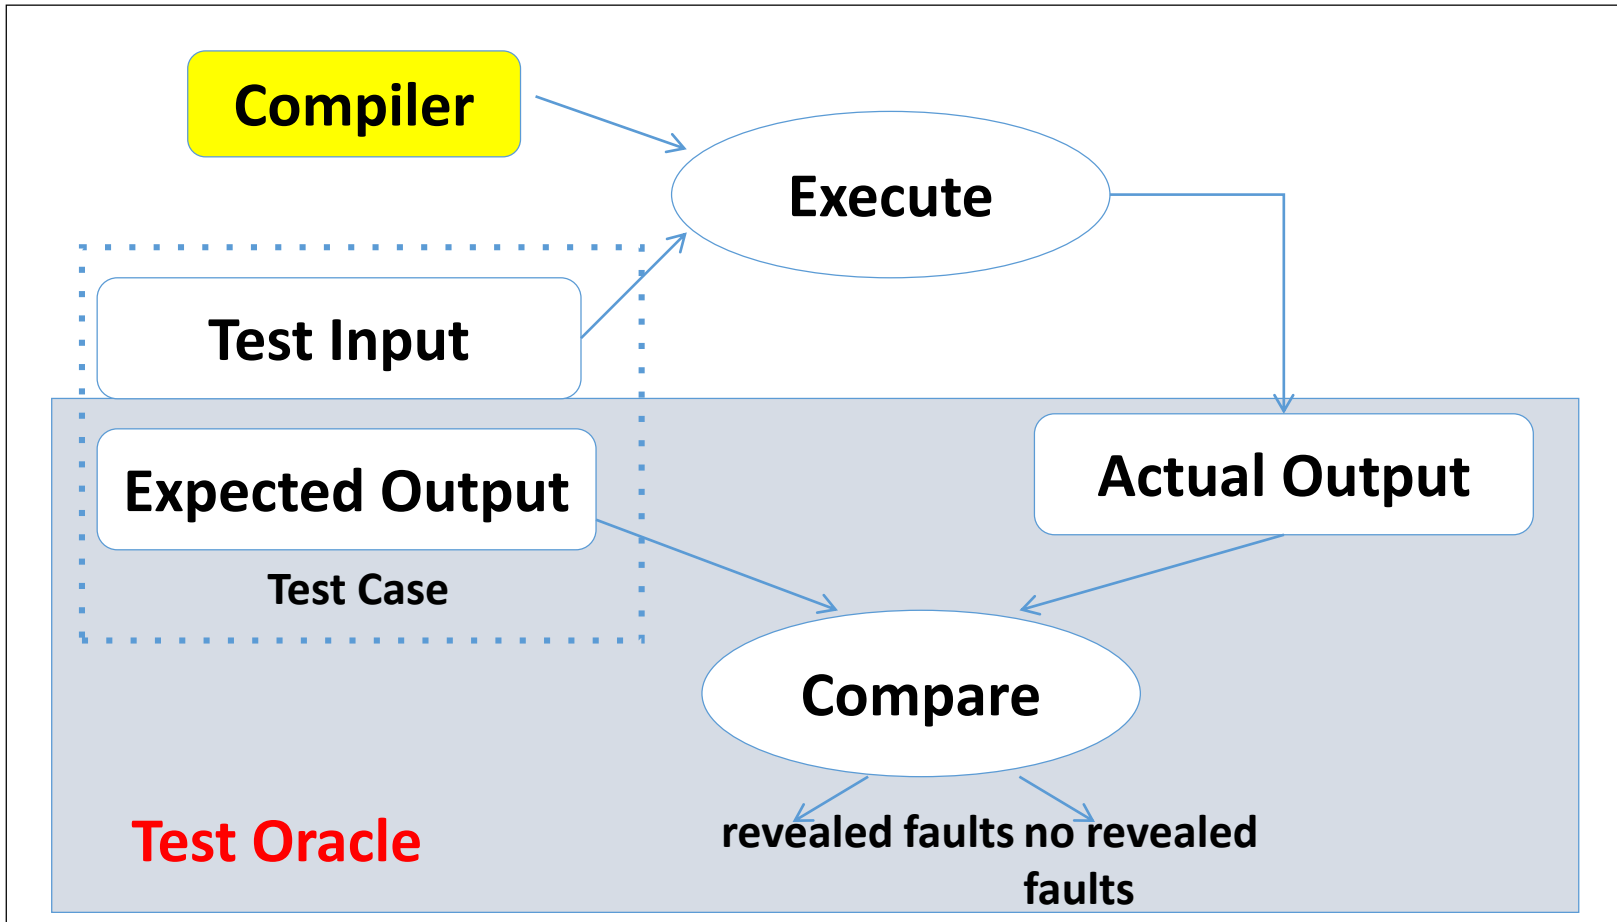 Compiler
Execute
Test Input
Expected Output
Actual Output
Test Case
Compare
revealed faults
no revealed
faults
Test Oracle